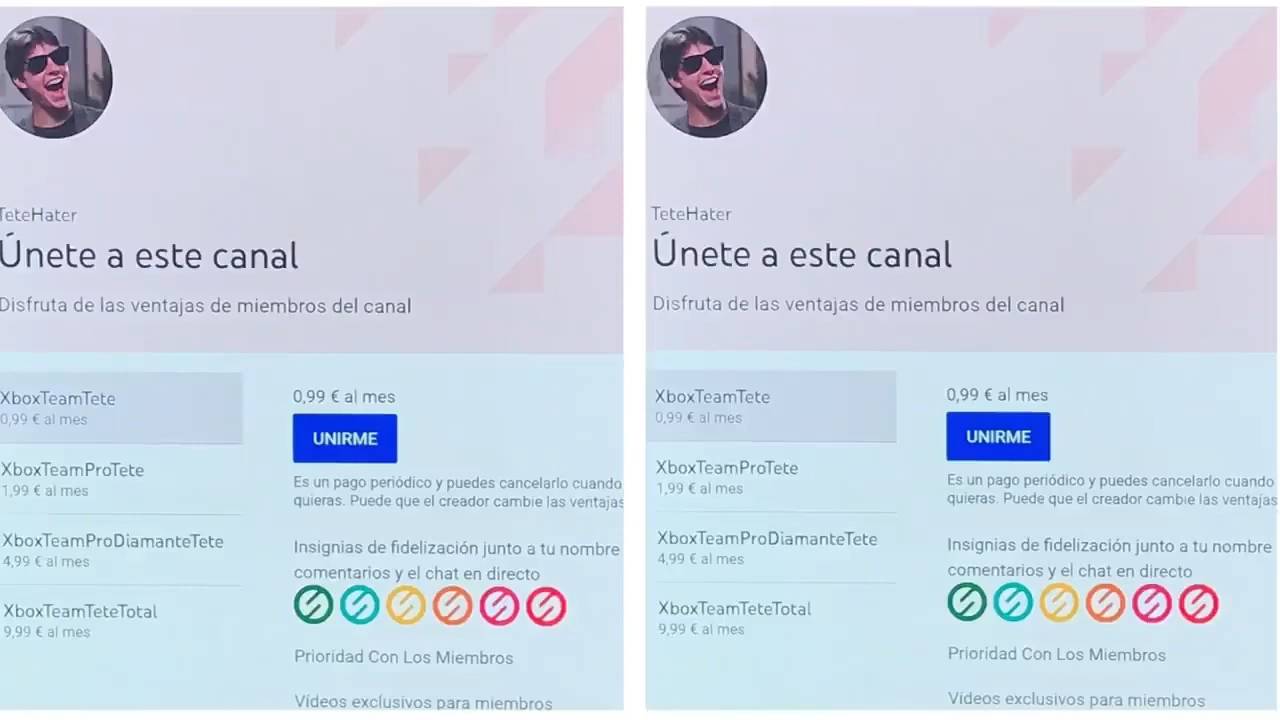 TeteHater
Únete a este canal
Disfruta de las ventajas de miembros del canal
XboxTeamTete
0,99 € al mes
XboxTeamProTete
1,99 € al mes
XboxTeamProDiamanteTete
4,99 € al mes
XboxTeamTeteTotal
9,99 € al mes
0,99 € al mes
UNIRME
Es un pago periódico y puedes cancelarlo cuando
quieras. Puede que el creador cambie las ventajas
Insignias de fidelización junto a tu nombre
comentarios y el chat en directo
Prioridad Con Los Miembros
Vídeos exclusivos para miembros
TeteHater
Únete a este canal
Disfruta de las ventajas de miembros del canal
XboxTeamTete
0,99 € al mes
XboxTeamProTete
1,99 € al mes
XboxTeamProDiamanteTete
4,99 € al mes
XboxTeamTeteTotal
9,99 € al mes
0,99 € al mes
UNIRME
Es un pago periódico y puedes cancelarlo cuando
quieras. Puede que el creador cambie las ventajas
Insignias de fidelización junto a tu nombre
comentarios y el chat en directo
Prioridad Con Los Miembros
Vídeos exclusivos para miembros